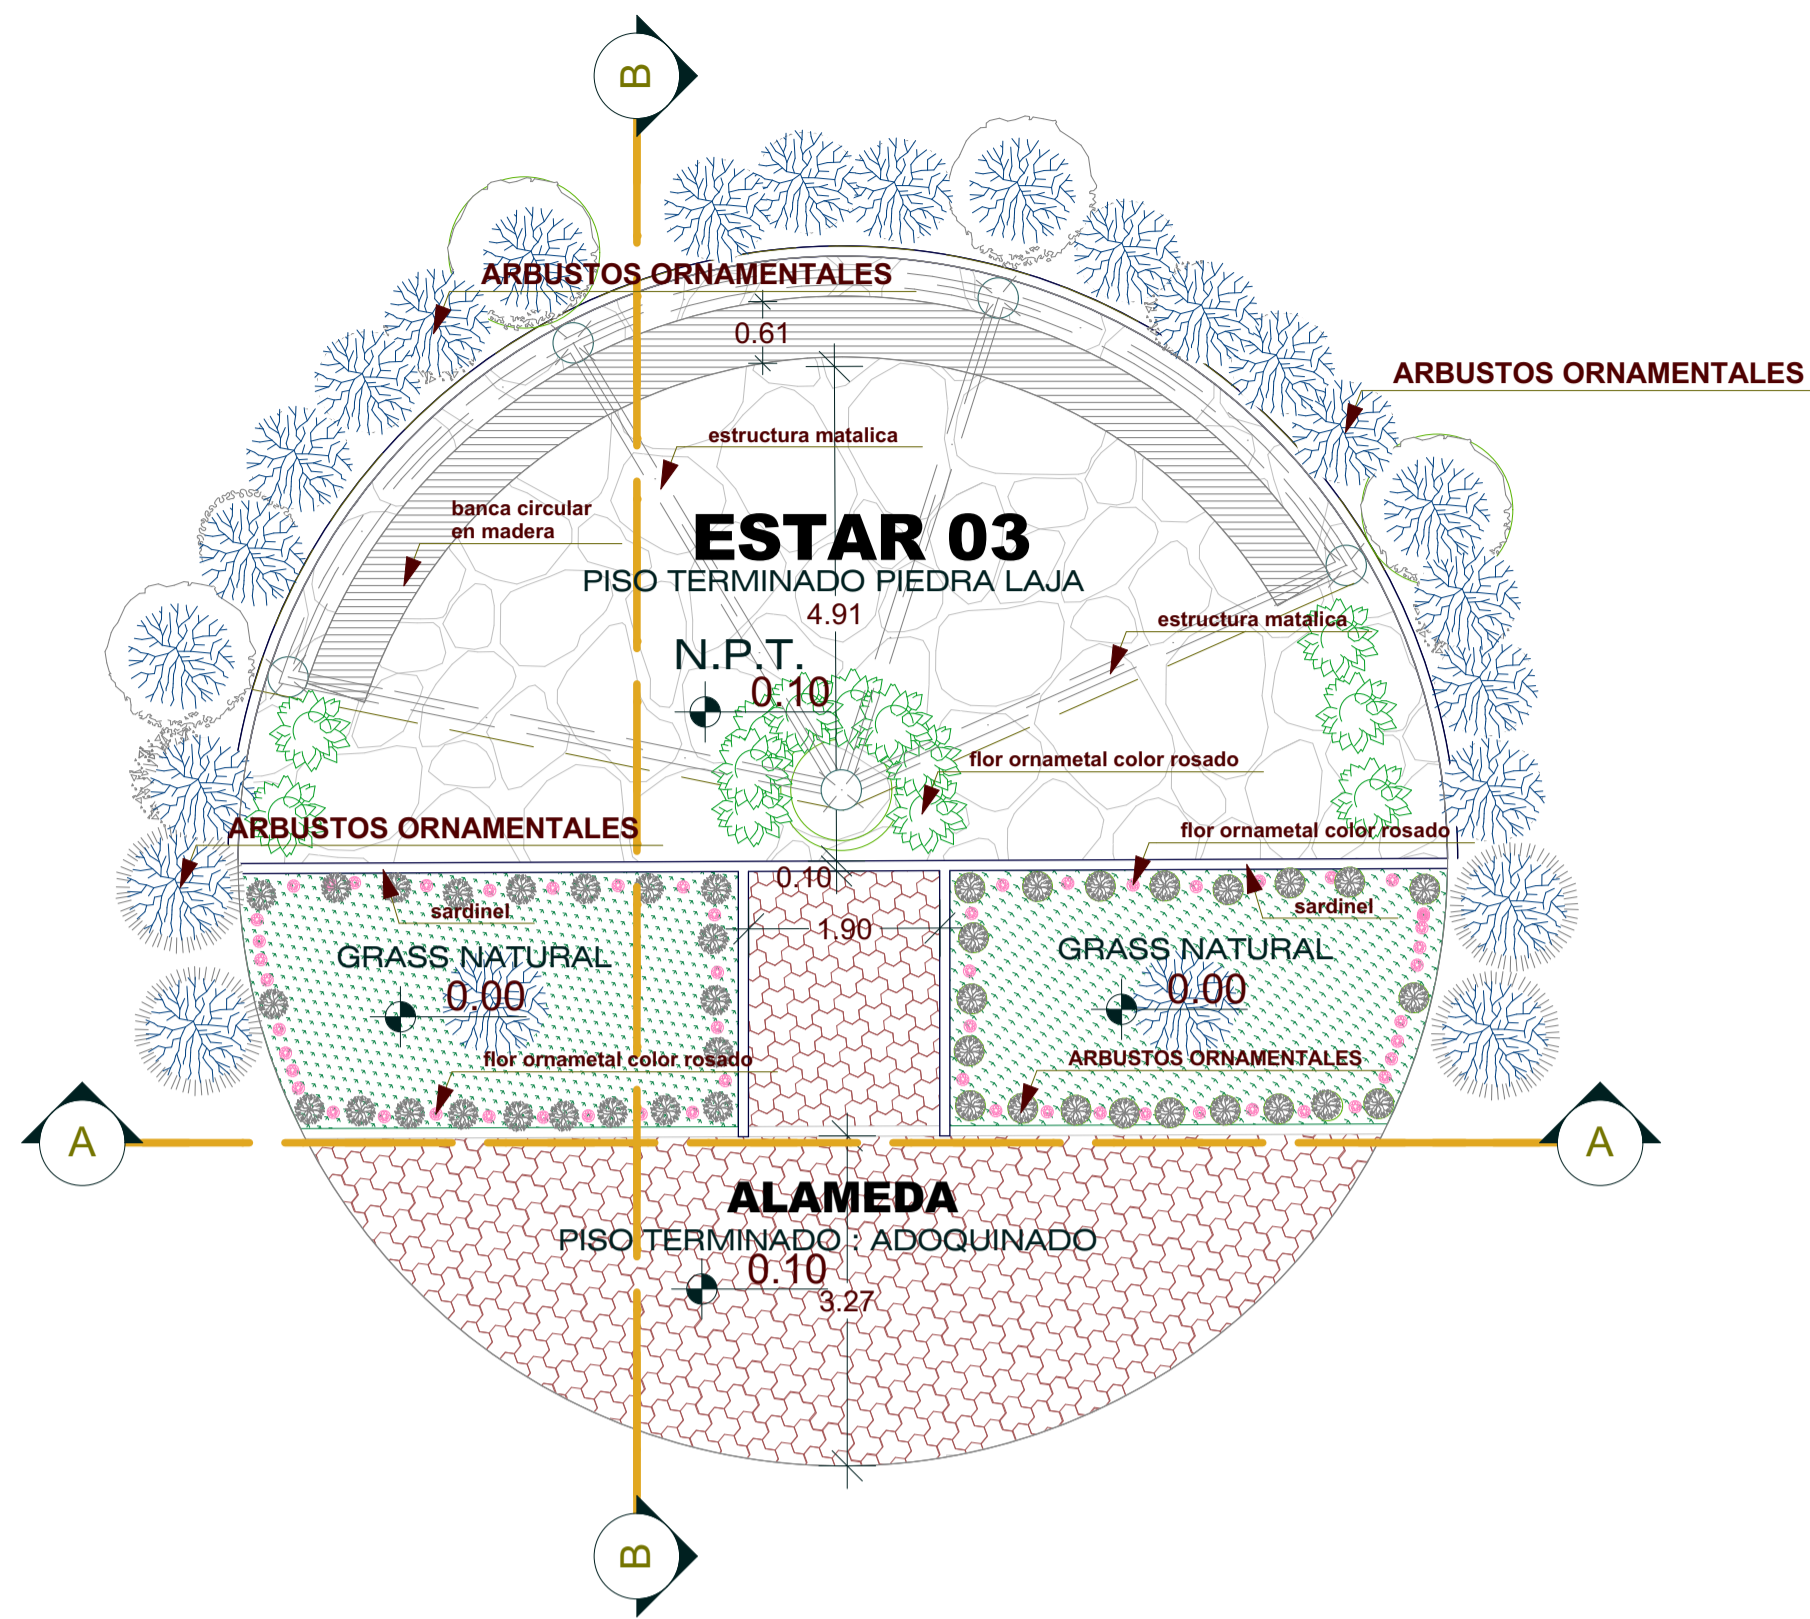 B
ARBUSTOS ORNAMENTALES
0.61
ARBUSTOS ORNAMENTALES
estructura matalica
banca circular
en madera
ESTAR 03
PISO TERMINADO PIEDRA LAJA
4.91
estructura matalica
N.P.T.
0.10
flor ornametal color rosado
ARBUSTOS ORNAMENTALES
flor ornametal color rosado
0.10
sardinel
sardinel
1.90
GRASS NATURAL
0.00
GRASS NATURAL
0.00
flor ornametal color rosado
ARBUSTOS ORNAMENTALES
A
A
ALAMEDA
PISO TERMINADO : ADOQUINADO
0.10
3.27
B